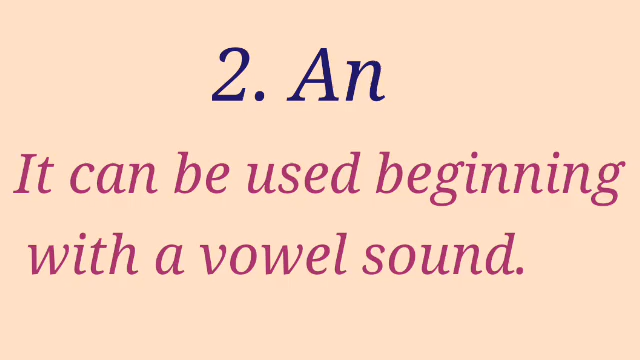 2. An
It can be used beginning
with a vowel sound.